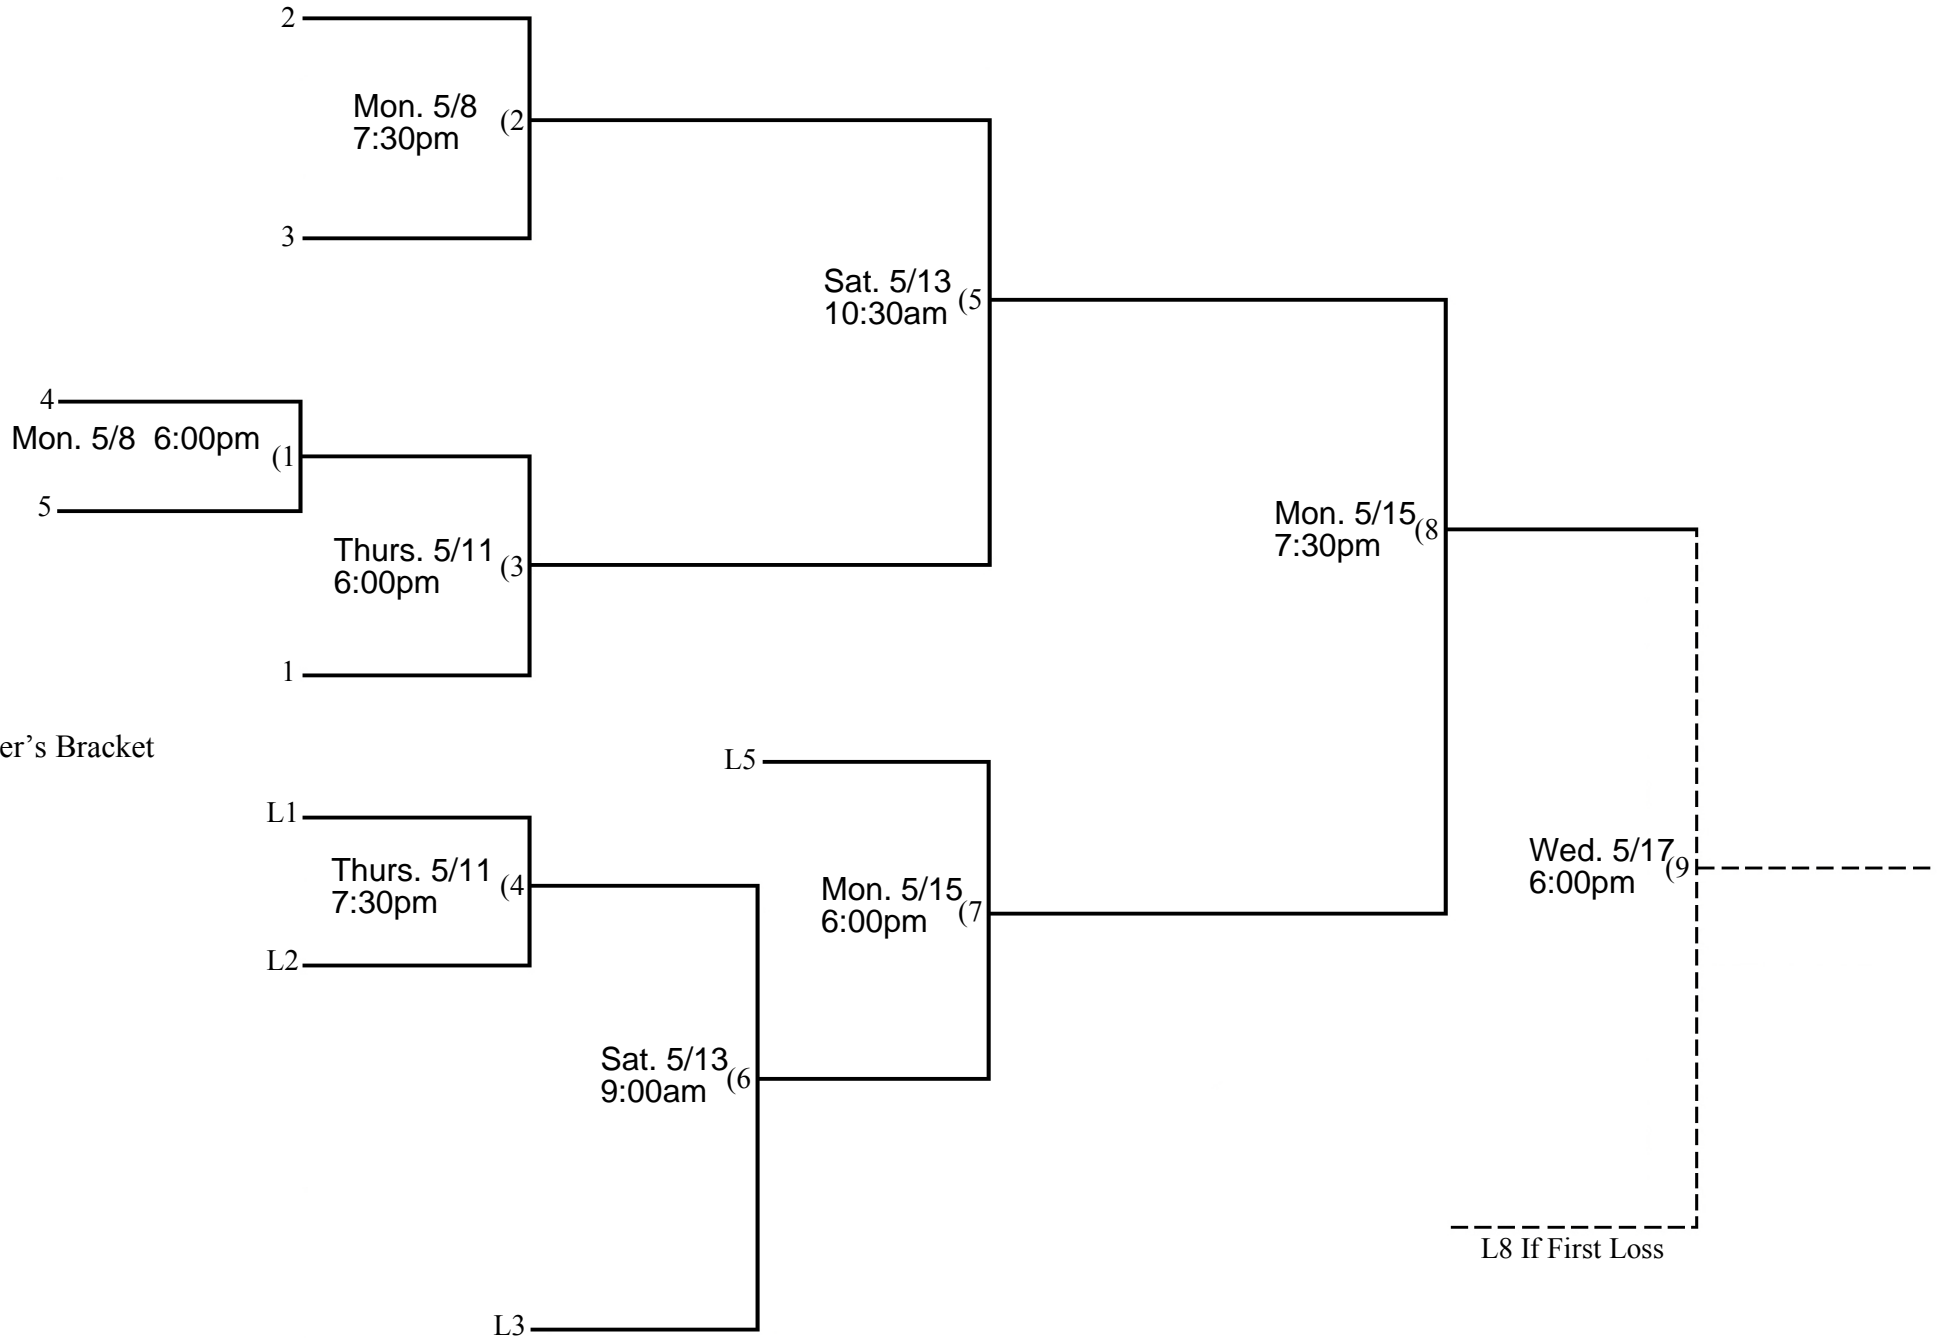 2
Mon. 5/8
7:30pm
(2
3
Sat. 5/13
10:30am
(5
4
Mon. 5/8  6:00pm
(1
5
Thurs. 5/11
6:00pm
(3
1
Mon. 5/15
7:30pm
(8
er’s Bracket
L5
L1
Thurs. 5/11
7:30pm
(4
L2
Mon. 5/15
6:00pm
(7
Wed. 5/17
6:00pm
(9
Sat. 5/13
9:00am
(6
L8 If First Loss
L3